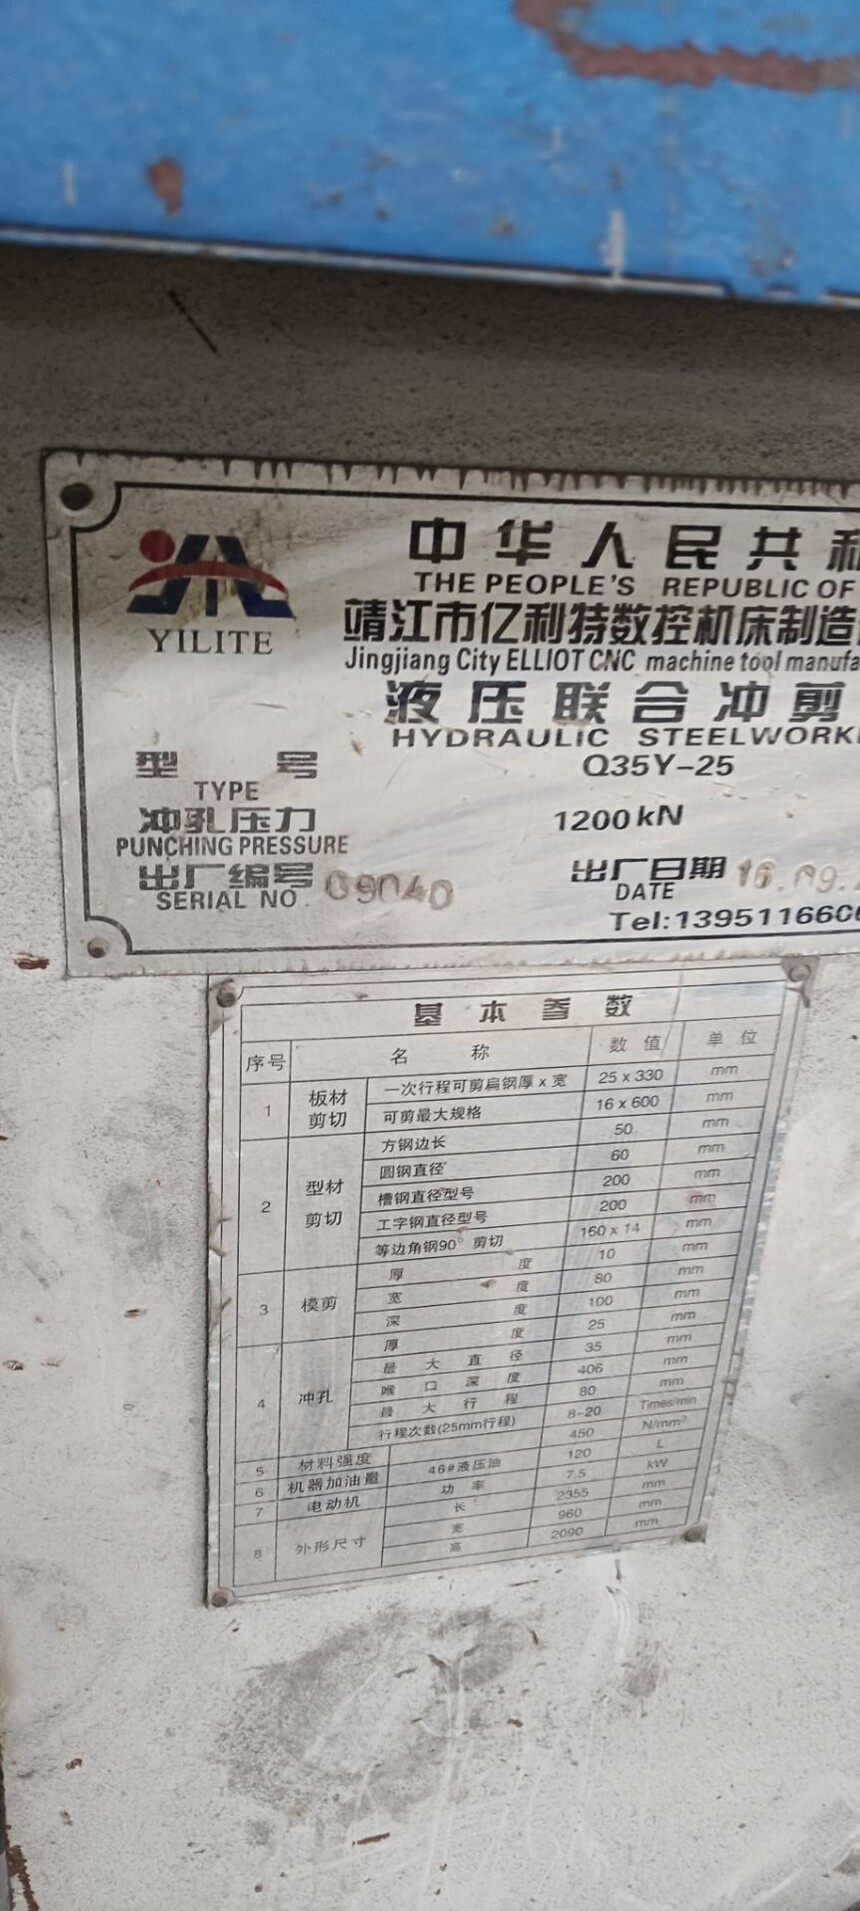 中华人民共和
THE PEOPLE'S REPUBLIC OF
靖江市亿利特数控机床制造
Jingjiang City ELLIOT CNC machine tool manufa
YILITE
液压联合冲剪
HYDRAULIC STEELWORK
型号 Q35Y-25
TYPE
冲孔压力 1200kN
PUNCHING PRESSURE
出厂编号 09040 出厂日期 16.09.
SERIAL NO. DATE
Tel:1395116606
基本参数
序号 名称 数值 单位
1 板材剪切 一次行程可剪扁钢厚x宽 25x330 mm
可剪最大规格 16x600 mm
2 型材剪切 方钢边长 50 mm
圆钢直径 60 mm
槽钢直径型号 200 mm
工字钢直径型号 200 mm
等边角钢90°剪切 160x14 mm
3 模剪 厚度 10 mm
宽度 80 mm
深度 100 mm
4 冲孔 厚度 25 mm
最大直径 35 mm
喉口深度 406 mm
最大行程 80 mm
行程次数(25mm行程) 8-20 Times/min
5 材料强度 450 N/mm²
6 机器加油量 46#液压油 120 L
7 电动机 功率 7.5 kW
8 外形尺寸 长 2355 mm
宽 960 mm
高 2090 mm